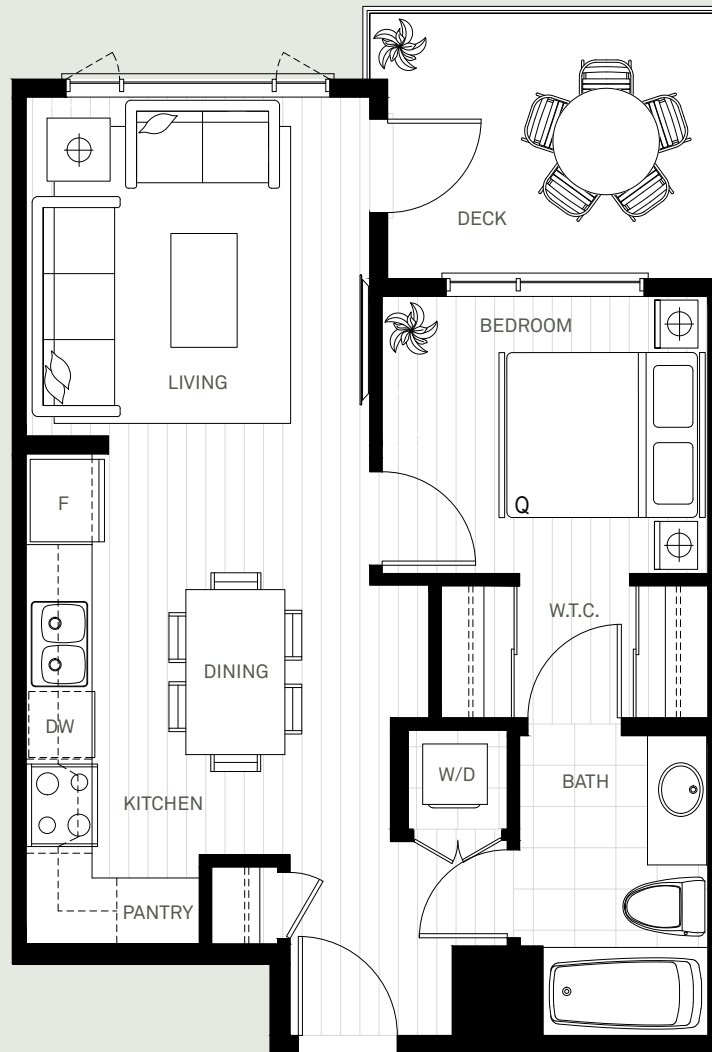 DECK
BEDROOM
LIVING
F
Q
W.T.C.
DINING
DW
W/D
BATH
KITCHEN
PANTRY